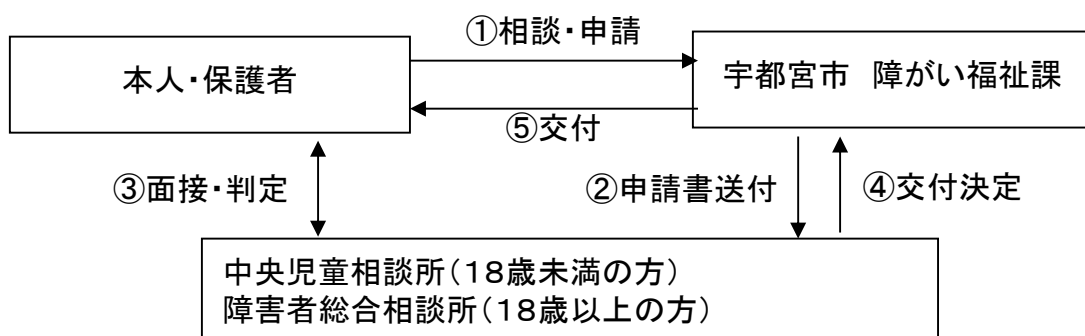 ①相談・申請
本人・保護者
宇都宮市　障がい福祉課
⑤交付
③面接・判定
②申請書送付
④交付決定
中央児童相談所（１８歳未満の方）
障害者総合相談所（１８歳以上の方）